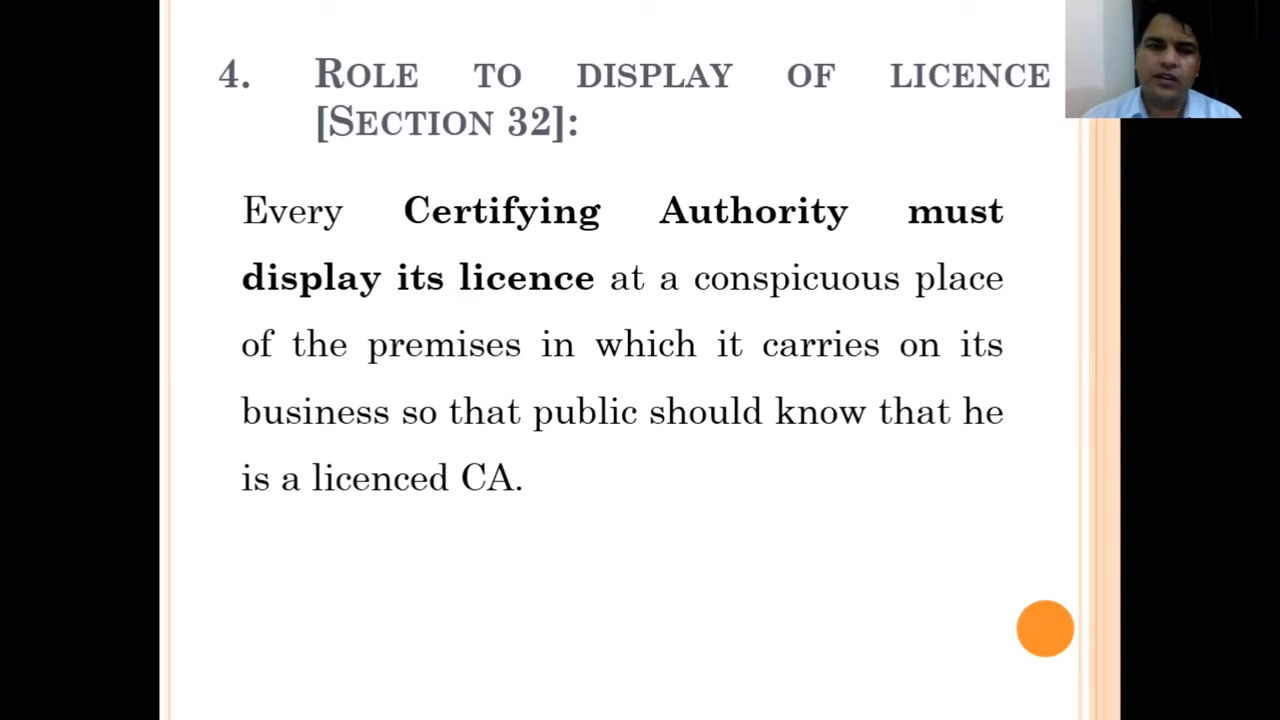 4. ROLE TO DISPLAY OF LICENCE
[SECTION 32]:
Every Certifying Authority must
display its licence at a conspicuous place
of the premises in which it carries on its
business so that public should know that he
is a licenced CA.